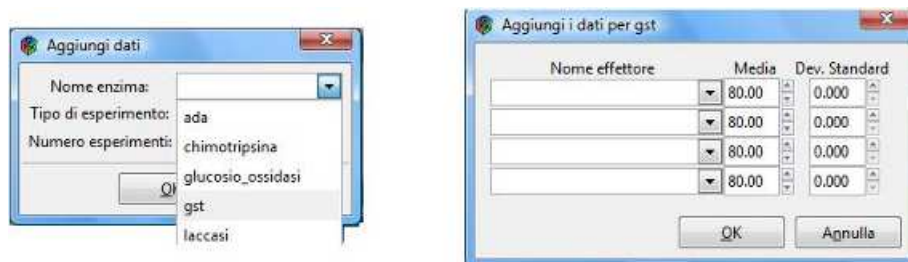 Aggiungi dati
Nome enzima:
Tipo di esperimento:
Numero esperimenti:
ada
chimotripsina
glucosio_ossidasi
gst
laccasi
Aggiungi i dati per gst
Nome effettore Media Dev. Standard
80.00 0.000
80.00 0.000
80.00 0.000
80.00 0.000
OK Annulla